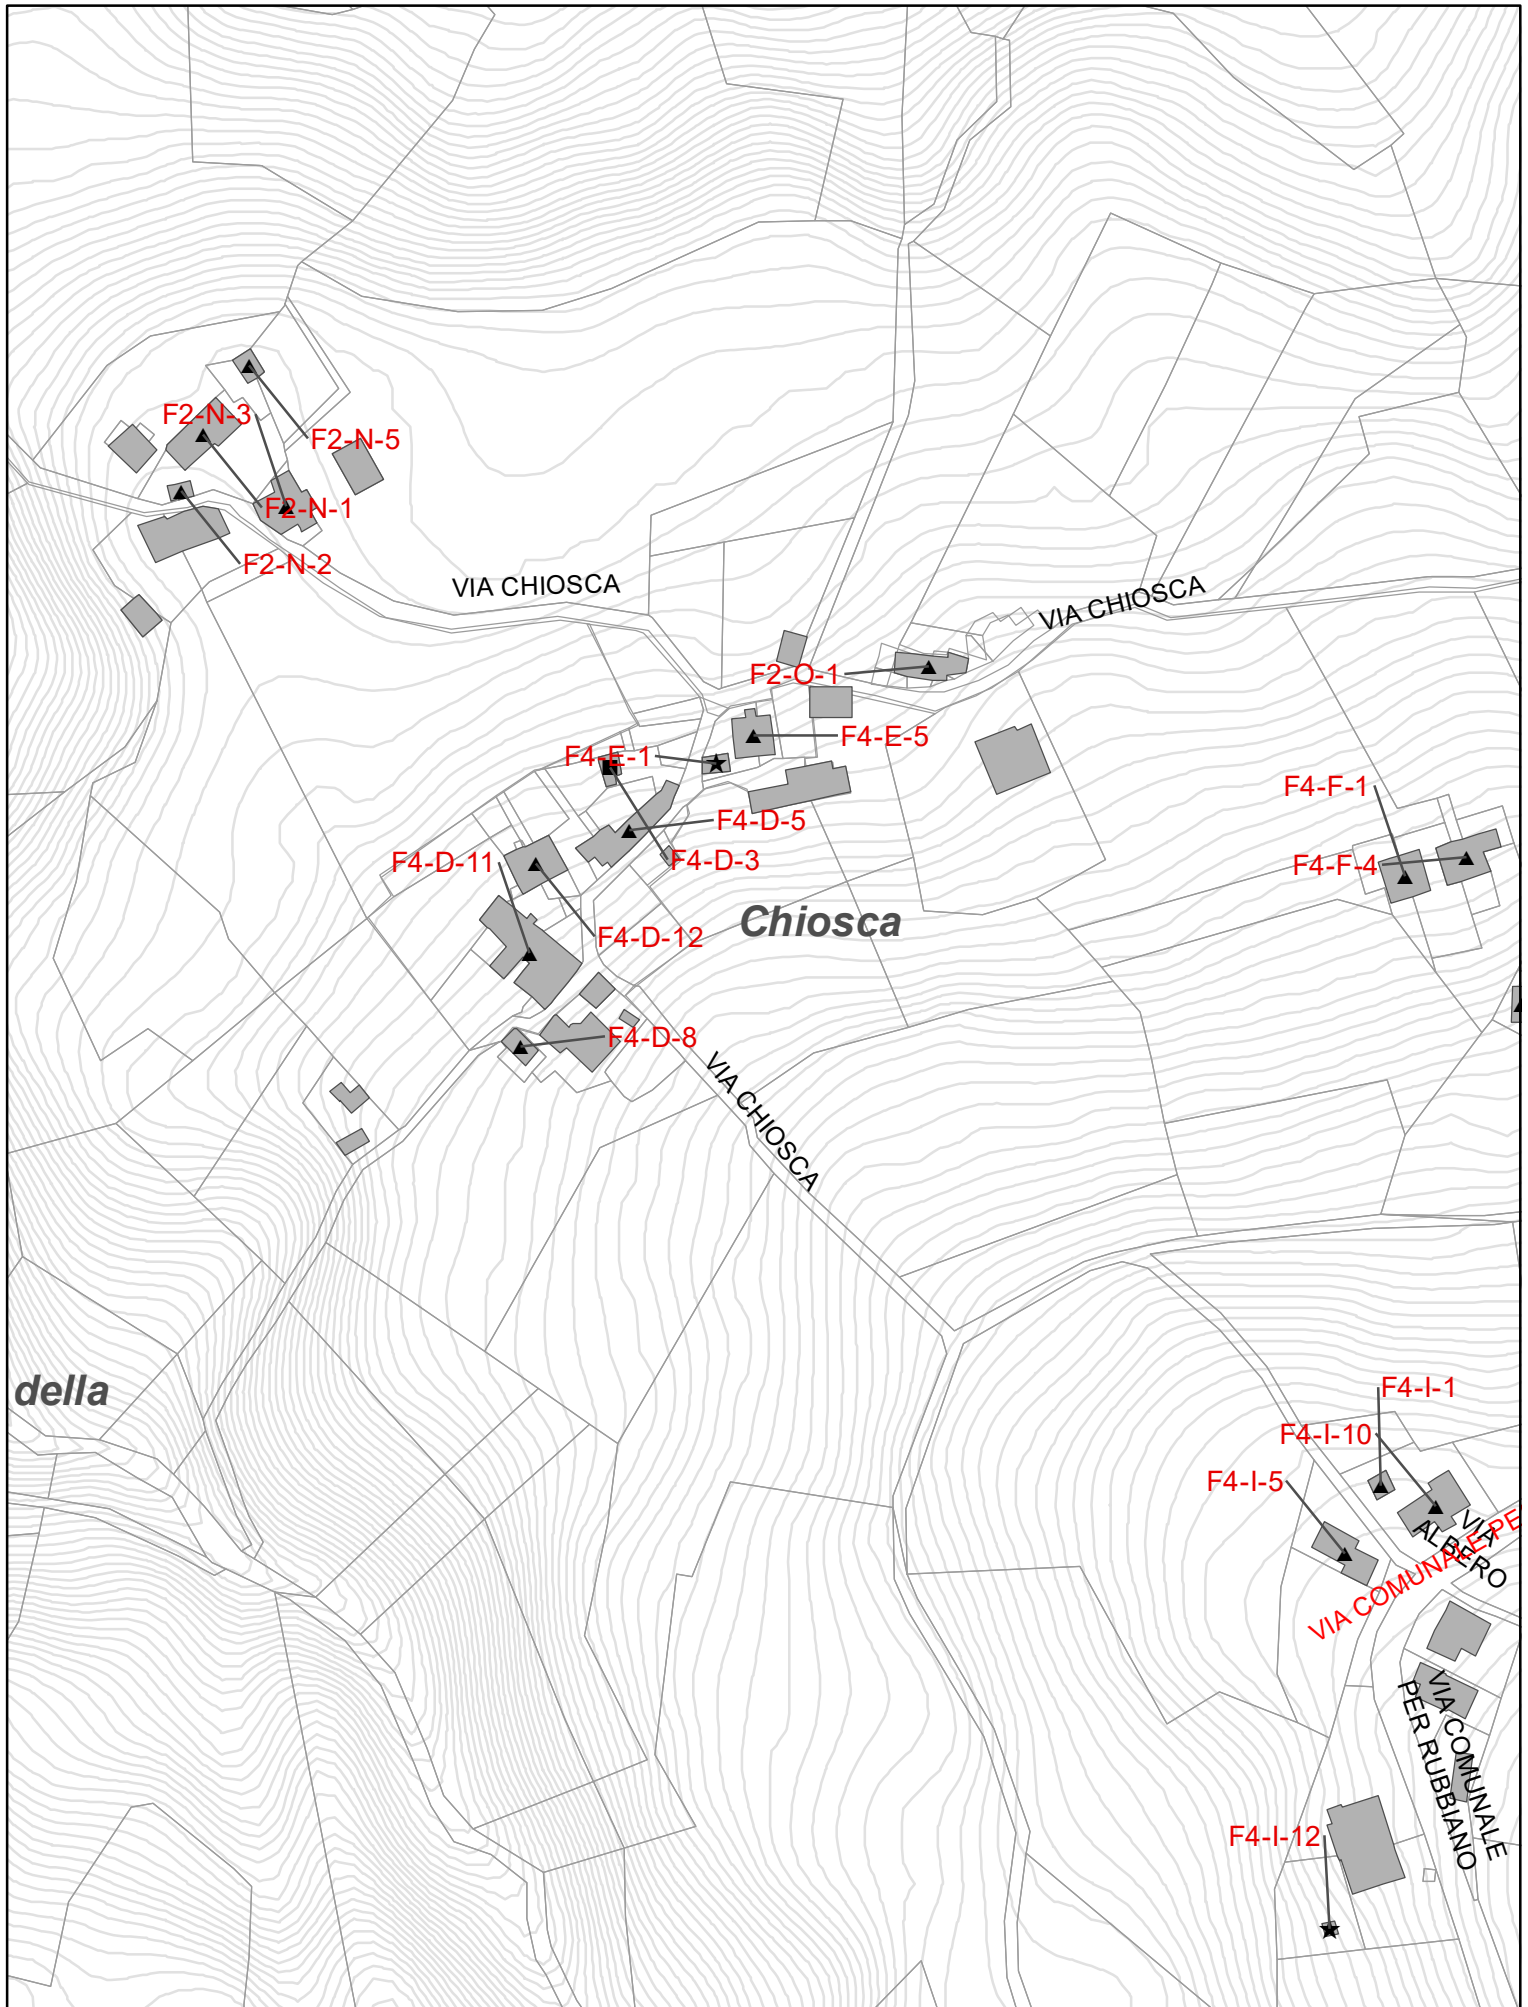 F2-N-3
F2-N-5
F2-N-1
F2-N-2
VIA CHIOSCA
VIA CHIOSCA
F2-O-1
F4-E-5
F4-E-1
F4-F-1
F4-D-5
F4-D-3
F4-D-11
F4-F-4
Chiosca
F4-D-12
F4-D-8
VIA CHIOSCA
della
F4-I-1
F4-I-10
F4-I-5
VIA
ALBERO
VIA COMUNALE PE
VIA COMUNALE
PER RUBBIANO
F4-I-12